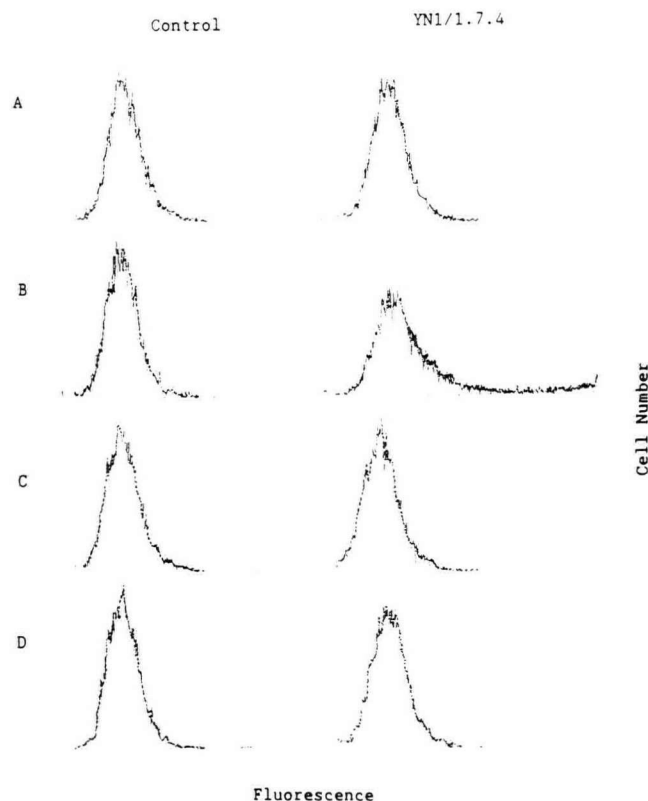 Control
YN1/1.7.4
A
B
C
D
Cell Number
Fluorescence